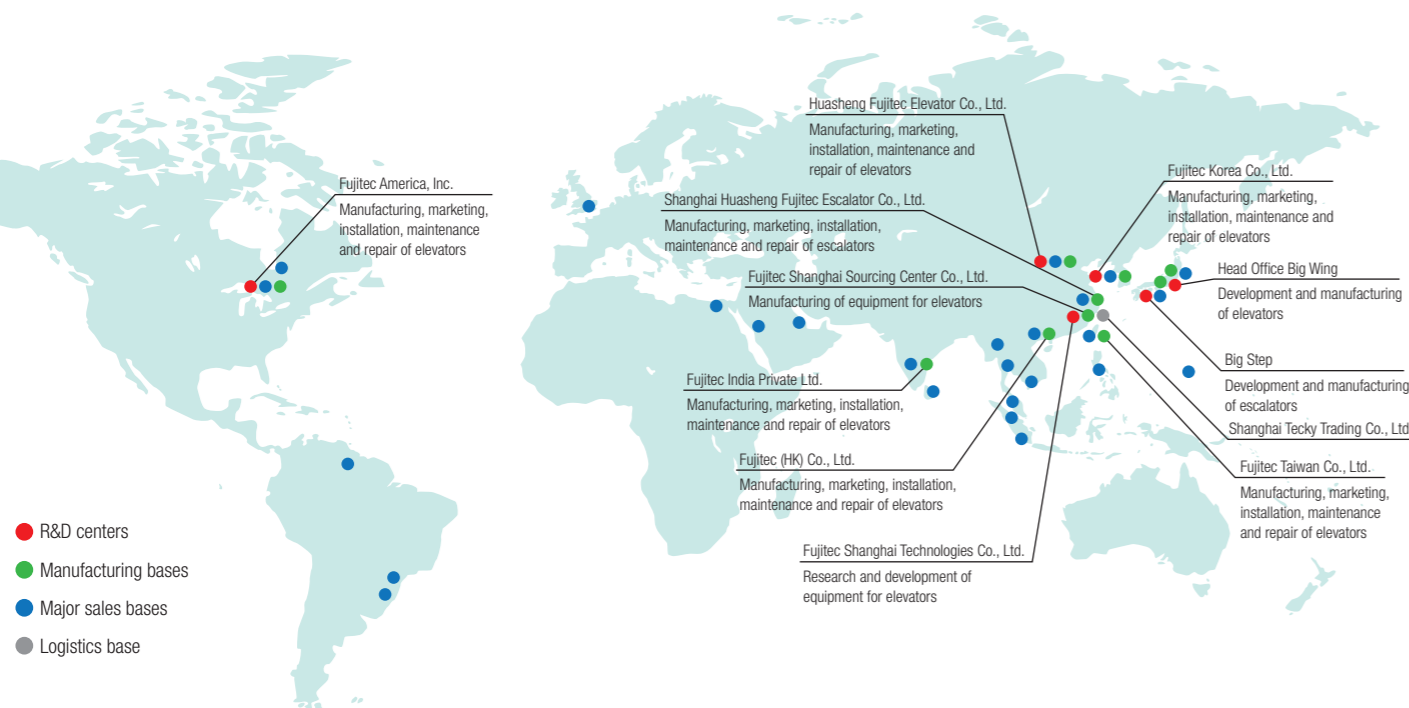 Huasheng Fujitec Elevator Co., Ltd.
Manufacturing, marketing,
installation, maintenance and
repair of elevators
Fujitec America, Inc.
Manufacturing, marketing,
installation, maintenance
and repair of elevators
Shanghai Huasheng Fujitec Escalator Co., Ltd.
Manufacturing, marketing, installation,
maintenance and repair of escalators
Fujitec Korea Co., Ltd.
Manufacturing, marketing,
installation, maintenance and
repair of elevators
Fujitec Shanghai Sourcing Center Co., Ltd.
Manufacturing of equipment for elevators
Head Office Big Wing
Development and manufacturing
of elevators
Big Step
Development and manufacturing
of escalators
Fujitec India Private Ltd.
Manufacturing, marketing, installation,
maintenance and repair of elevators
Shanghai Tecky Trading Co., Ltd
Fujitec (HK) Co., Ltd.
Manufacturing, marketing, installation,
maintenance and repair of elevators
Fujitec Taiwan Co., Ltd.
Manufacturing, marketing,
installation, maintenance
and repair of elevators
Fujitec Shanghai Technologies Co., Ltd.
Research and development of
equipment for elevators
R&D centers
Manufacturing bases
Major sales bases
Logistics base